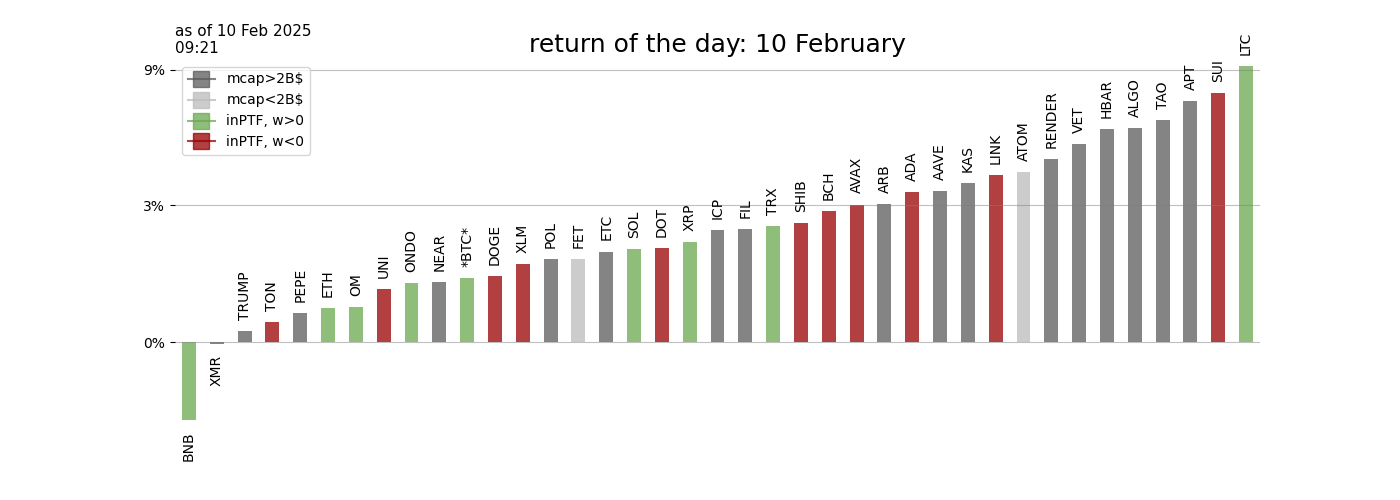 as of 10 Feb 2025
09:21
return of the day: 10 February
mcap>2B$
mcap<2B$
inPTF, w>0
inPTF, w<0
9%
3%
0%
BNB
XMR
TRUMP
TON
PEPE
ETH
OM
UNI
ONDO
NEAR
*BTC*
DOGE
XLM
POL
FET
ETC
SOL
DOT
XRP
ICP
FIL
TRX
SHIB
BCH
AVAX
ARB
ADA
AAVE
KAS
LINK
ATOM
RENDER
VET
HBAR
ALGO
TAO
APT
SUI
LTC